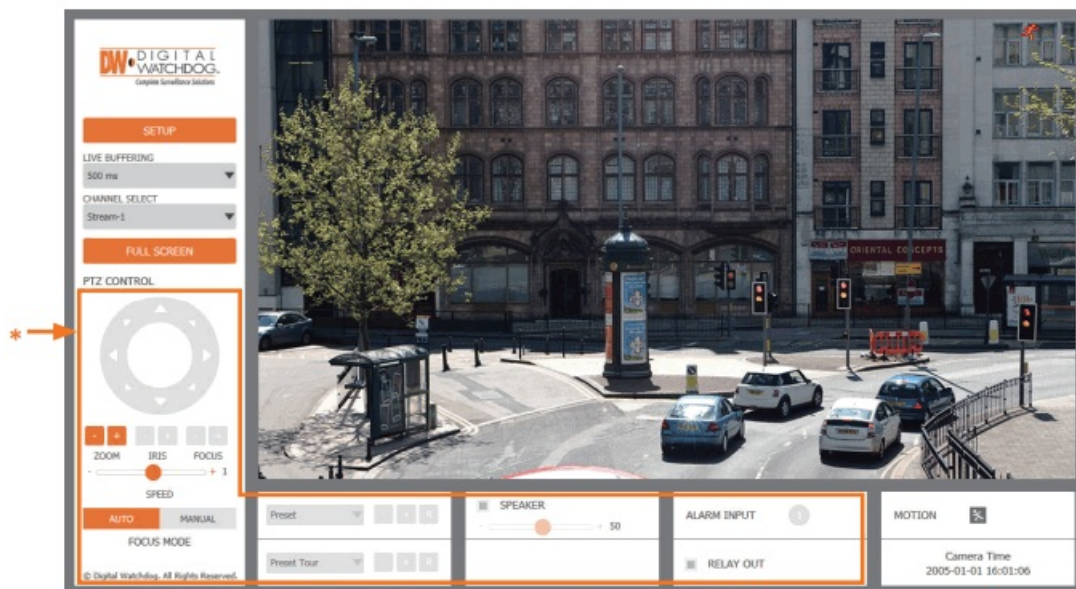 DW DIGITAL
WATCHDOG®
Complete Surveillance Solutions
SETUP
LIVE BUFFERING
500 ms
CHANNEL SELECT
Stream-1
FULL SCREEN
PTZ CONTROL
*
- + - + - +
ZOOM IRIS FOCUS
- + 1
SPEED
AUTO MANUAL
FOCUS MODE
© Digital Watchdog. All Rights Reserved.
ORIENTAL CONCEPTS
Preset - + R
Preset Tour - + R
SPEAKER
- + 50
ALARM INPUT 1
RELAY OUT
MOTION
Camera Time
2005-01-01 16:01:06